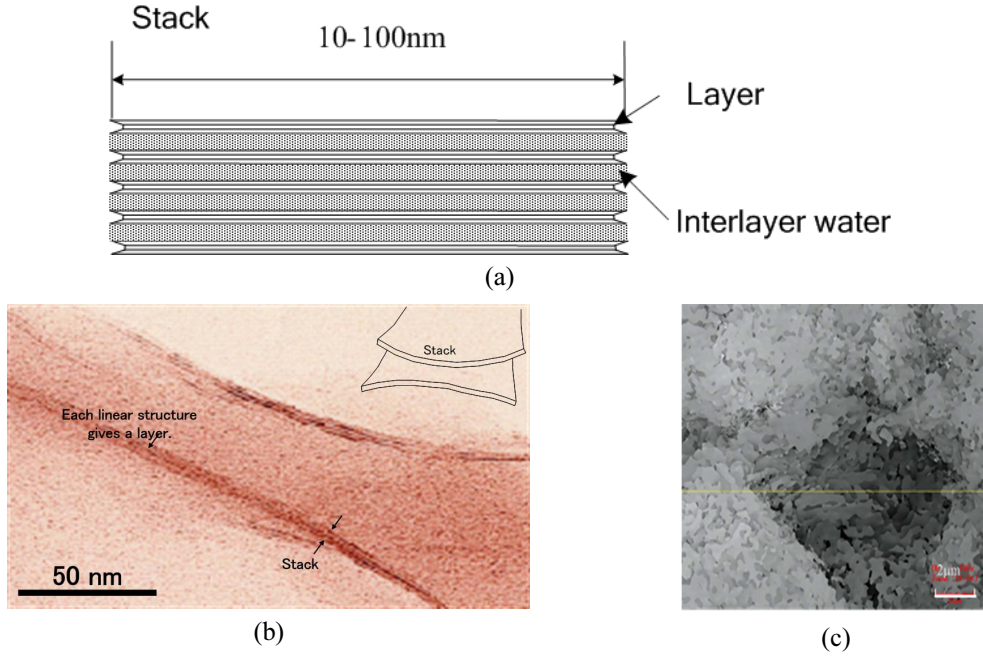 Stack
10-100nm
Layer
Interlayer water
(a)
Stack
Each linear structure
gives a layer.
Stack
50 nm
(b)
2μm
(c)